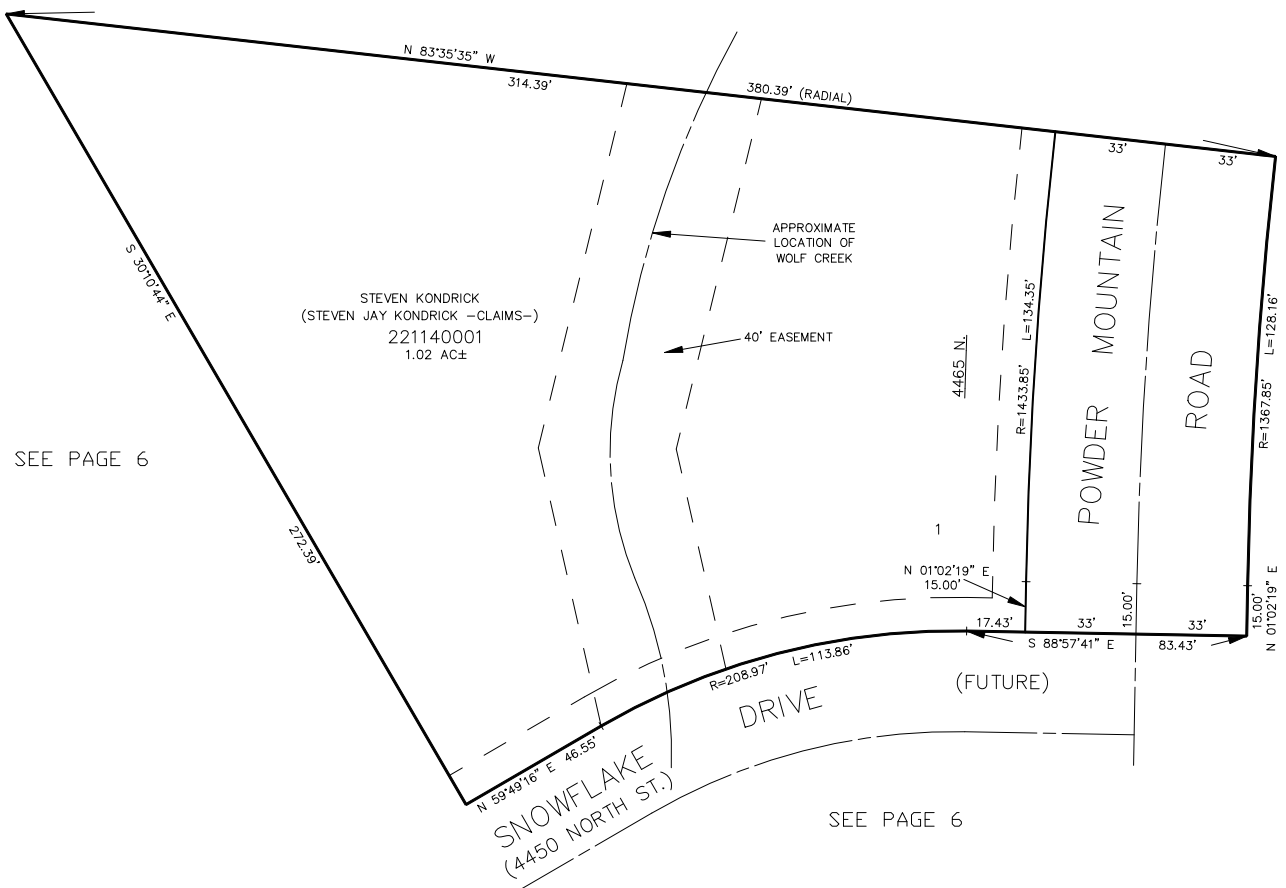 N 83°35'35" W
314.39'
380.39' (RADIAL)
33'
33'
S 30°10'44" E
272.39'
STEVEN KONDRICK
(STEVEN JAY KONDRICK -CLAIMS-)
221140001
1.02 AC±
APPROXIMATE
LOCATION OF
WOLF CREEK
40' EASEMENT
4465 N.
R=1433.85' L=134.35'
POWDER MOUNTAIN
ROAD
R=1367.85' L=128.16'
SEE PAGE 6
1
N 01°02'19" E
15.00'
15.00'
15.00'
N 01°02'19" E
17.43'
33'
33'
S 88°57'41" E
83.43'
R=208.97' L=113.86'
N 59°49'16" E 46.55'
SNOWFLAKE DRIVE (FUTURE)
(4450 NORTH ST.)
SEE PAGE 6